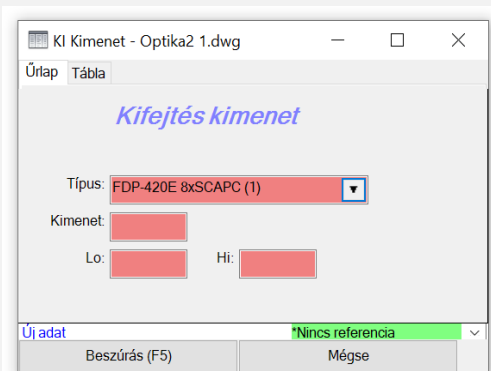 KI Kimenet - Optika2 1.dwg
Űrlap Tábla
Kifejtés kimenet
Típus: FDP-420E 8xSCAPC (1)
Kimenet:
Lo: Hi:
Új adat *Nincs referencia
Beszúrás (F5) Mégse